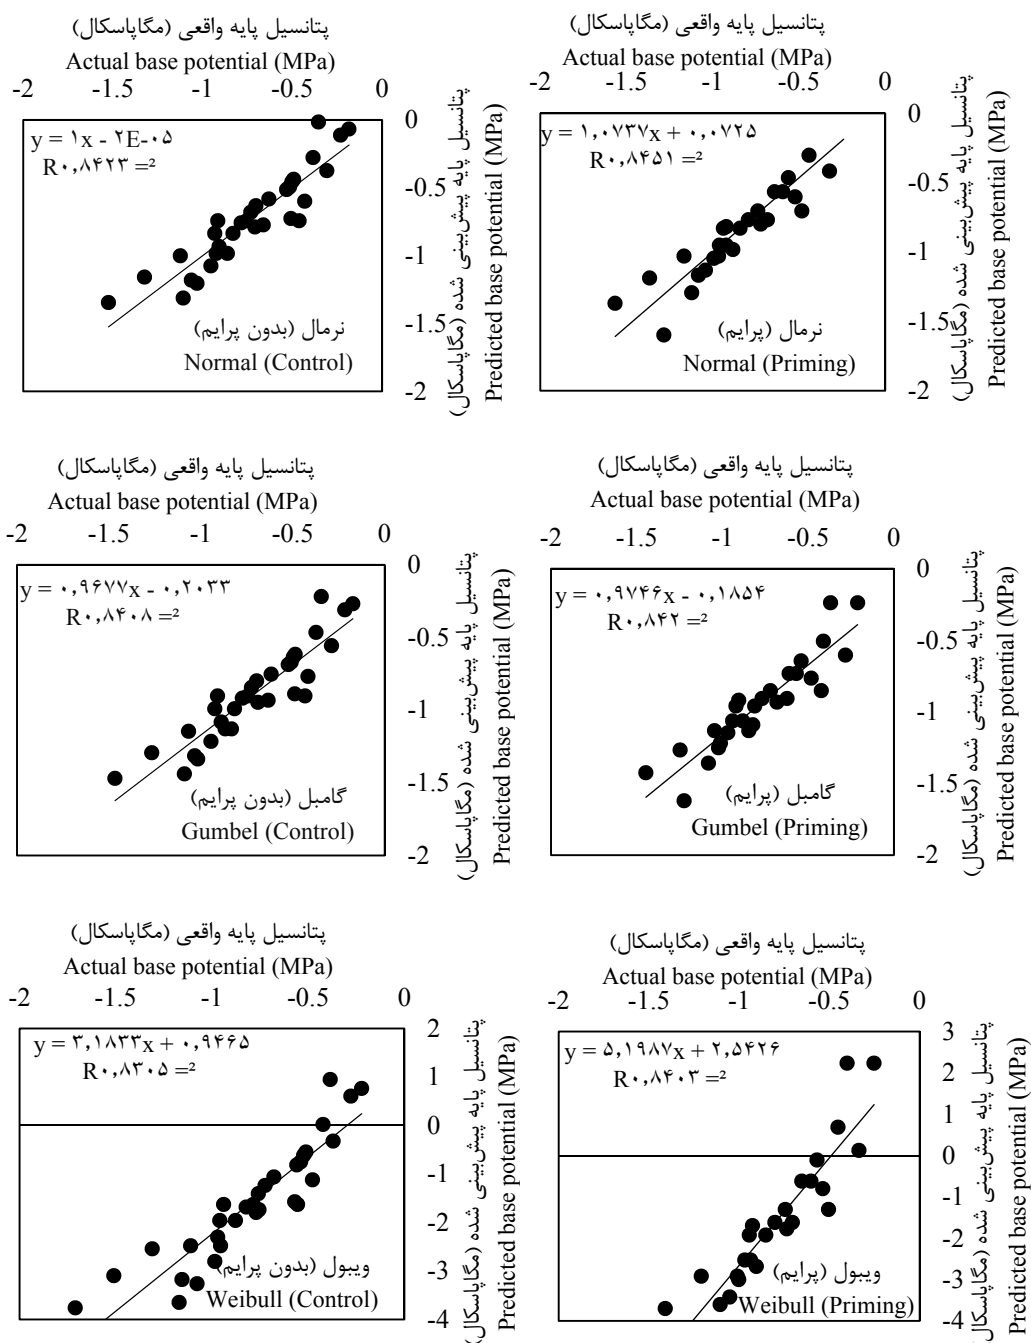 پتانسیل پایه واقعی (مگاپاسکال)
Actual base potential (MPa)
-2 -1.5 -1 -0.5 0
y = ۱x - ۲E-۰۵
R۰,۸۴۲۳ =²
نرمال (بدون پرایم)
Normal (Control)
0
-0.5
-1
-1.5
-2
پتانسیل پایه پیش‌بینی شده (مگاپاسکال)
Predicted base potential (MPa)
پتانسیل پایه واقعی (مگاپاسکال)
Actual base potential (MPa)
-2 -1.5 -1 -0.5 0
y = ۱,۰۷۳۷x + ۰,۰۷۲۵
R۰,۸۴۵۱ =²
نرمال (پرایم)
Normal (Priming)
0
-0.5
-1
-1.5
-2
پتانسیل پایه پیش‌بینی شده (مگاپاسکال)
Predicted base potential (MPa)
پتانسیل پایه واقعی (مگاپاسکال)
Actual base potential (MPa)
-2 -1.5 -1 -0.5 0
y = ۰,۹۶۷۷x - ۰,۲۰۳۳
R۰,۸۴۰۸ =²
گامبل (بدون پرایم)
Gumbel (Control)
0
-0.5
-1
-1.5
-2
پتانسیل پایه پیش‌بینی شده (مگاپاسکال)
Predicted base potential (MPa)
پتانسیل پایه واقعی (مگاپاسکال)
Actual base potential (MPa)
-2 -1.5 -1 -0.5 0
y = ۰,۹۷۴۶x - ۰,۱۸۵۴
R۰,۸۴۲ =²
گامبل (پرایم)
Gumbel (Priming)
0
-0.5
-1
-1.5
-2
پتانسیل پایه پیش‌بینی شده (مگاپاسکال)
Predicted base potential (MPa)
پتانسیل پایه واقعی (مگاپاسکال)
Actual base potential (MPa)
-2 -1.5 -1 -0.5 0
y = ۳,۱۸۳۳x + ۰,۹۴۶۵
R۰,۸۳۰۵ =²
ویبول (بدون پرایم)
Weibull (Control)
2
1
0
-1
-2
-3
-4
پتانسیل پایه پیش‌بینی شده (مگاپاسکال)
Predicted base potential (MPa)
پتانسیل پایه واقعی (مگاپاسکال)
Actual base potential (MPa)
-2 -1.5 -1 -0.5 0
y = ۵,۱۹۸۷x + ۲,۵۴۲۶
R۰,۸۴۰۳ =²
ویبول (پرایم)
Weibull (Priming)
3
2
1
0
-1
-2
-3
-4
پتانسیل پایه پیش‌بینی شده (مگاپاسکال)
Predicted base potential (MPa)